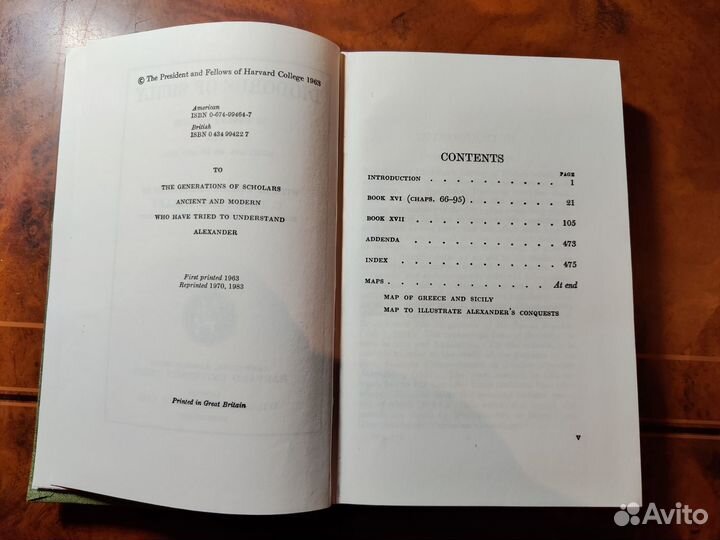 © The President and Fellows of Harvard College 1963
American
ISBN 0-674-99464-7
British
ISBN 0 434 99422 7
TO
THE GENERATIONS OF SCHOLARS
ANCIENT AND MODERN
WHO HAVE TRIED TO UNDERSTAND
ALEXANDER
First printed 1963
Reprinted 1970, 1983
Printed in Great Britain
CONTENTS
PAGE
INTRODUCTION . . . . . . . . . . 1
BOOK XVI (CHAPS. 66–95) . . . . . . . 21
BOOK XVII . . . . . . . . . . . 105
ADDENDA . . . . . . . . . . . 473
INDEX . . . . . . . . . . . . 475
MAPS . . . . . . . . . . . At end
MAP OF GREECE AND SICILY
MAP TO ILLUSTRATE ALEXANDER'S CONQUESTS
v
Avito